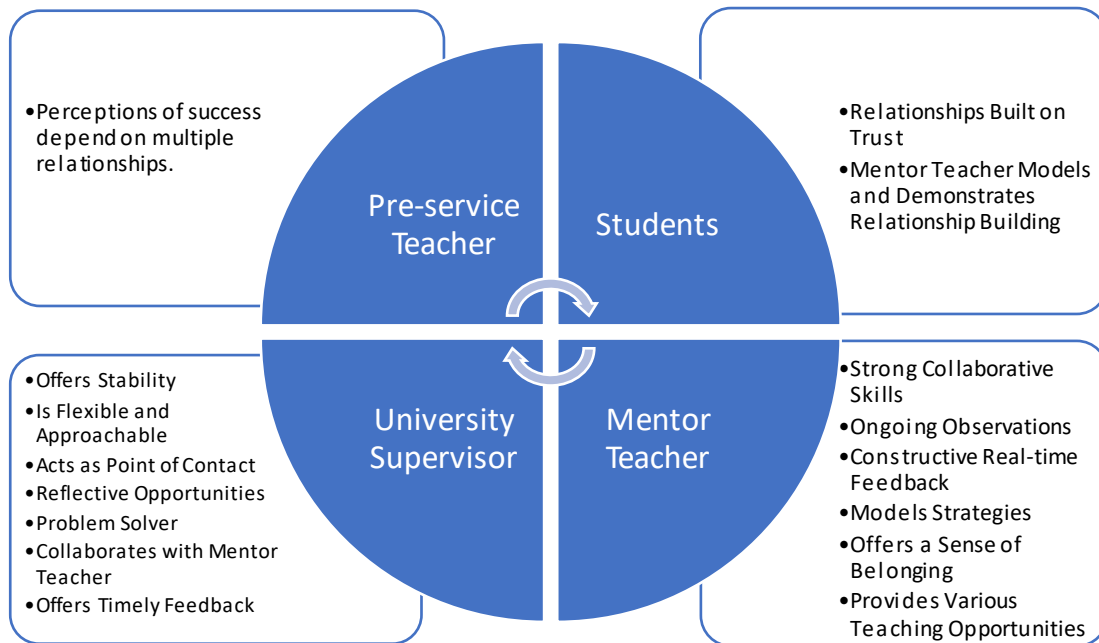 •Perceptions of success
depend on multiple
relationships.
Pre-service
Teacher
Students
•Relationships Built on
Trust
•Mentor Teacher Models
and Demonstrates
Relationship Building
•Offers Stability
•Is Flexible and
Approachable
•Acts as Point of Contact
•Reflective Opportunities
•Problem Solver
•Collaborates with Mentor
Teacher
•Offers Timely Feedback
University
Supervisor
Mentor
Teacher
•Strong Collaborative
Skills
•Ongoing Observations
•Constructive Real-time
Feedback
•Models Strategies
•Offers a Sense of
Belonging
•Provides Various
Teaching Opportunities